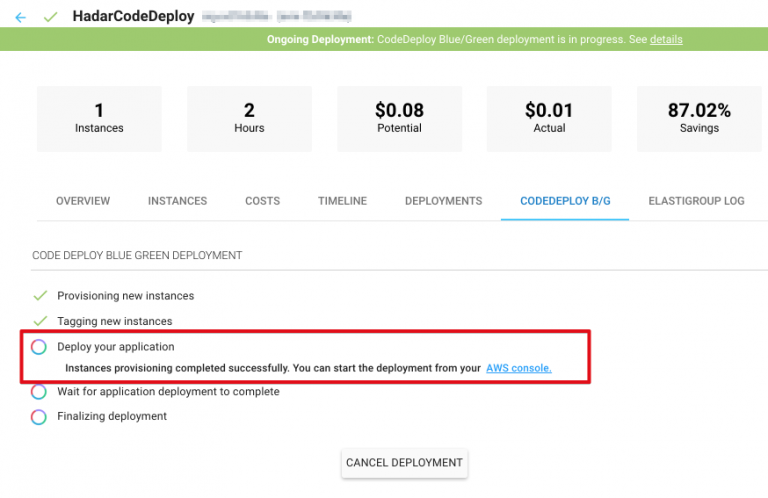 HadarCodeDeploy
Ongoing Deployment: CodeDeploy Blue/Green deployment is in progress. See details
1
Instances
2
Hours
$0.08
Potential
$0.01
Actual
87.02%
Savings
OVERVIEW INSTANCES COSTS TIMELINE DEPLOYMENTS CODEDEPLOY B/G ELASTIGROUP LOG
CODE DEPLOY BLUE GREEN DEPLOYMENT
Provisioning new instances
Tagging new instances
Deploy your application
Instances provisioning completed successfully. You can start the deployment from your AWS console.
Wait for application deployment to complete
Finalizing deployment
CANCEL DEPLOYMENT